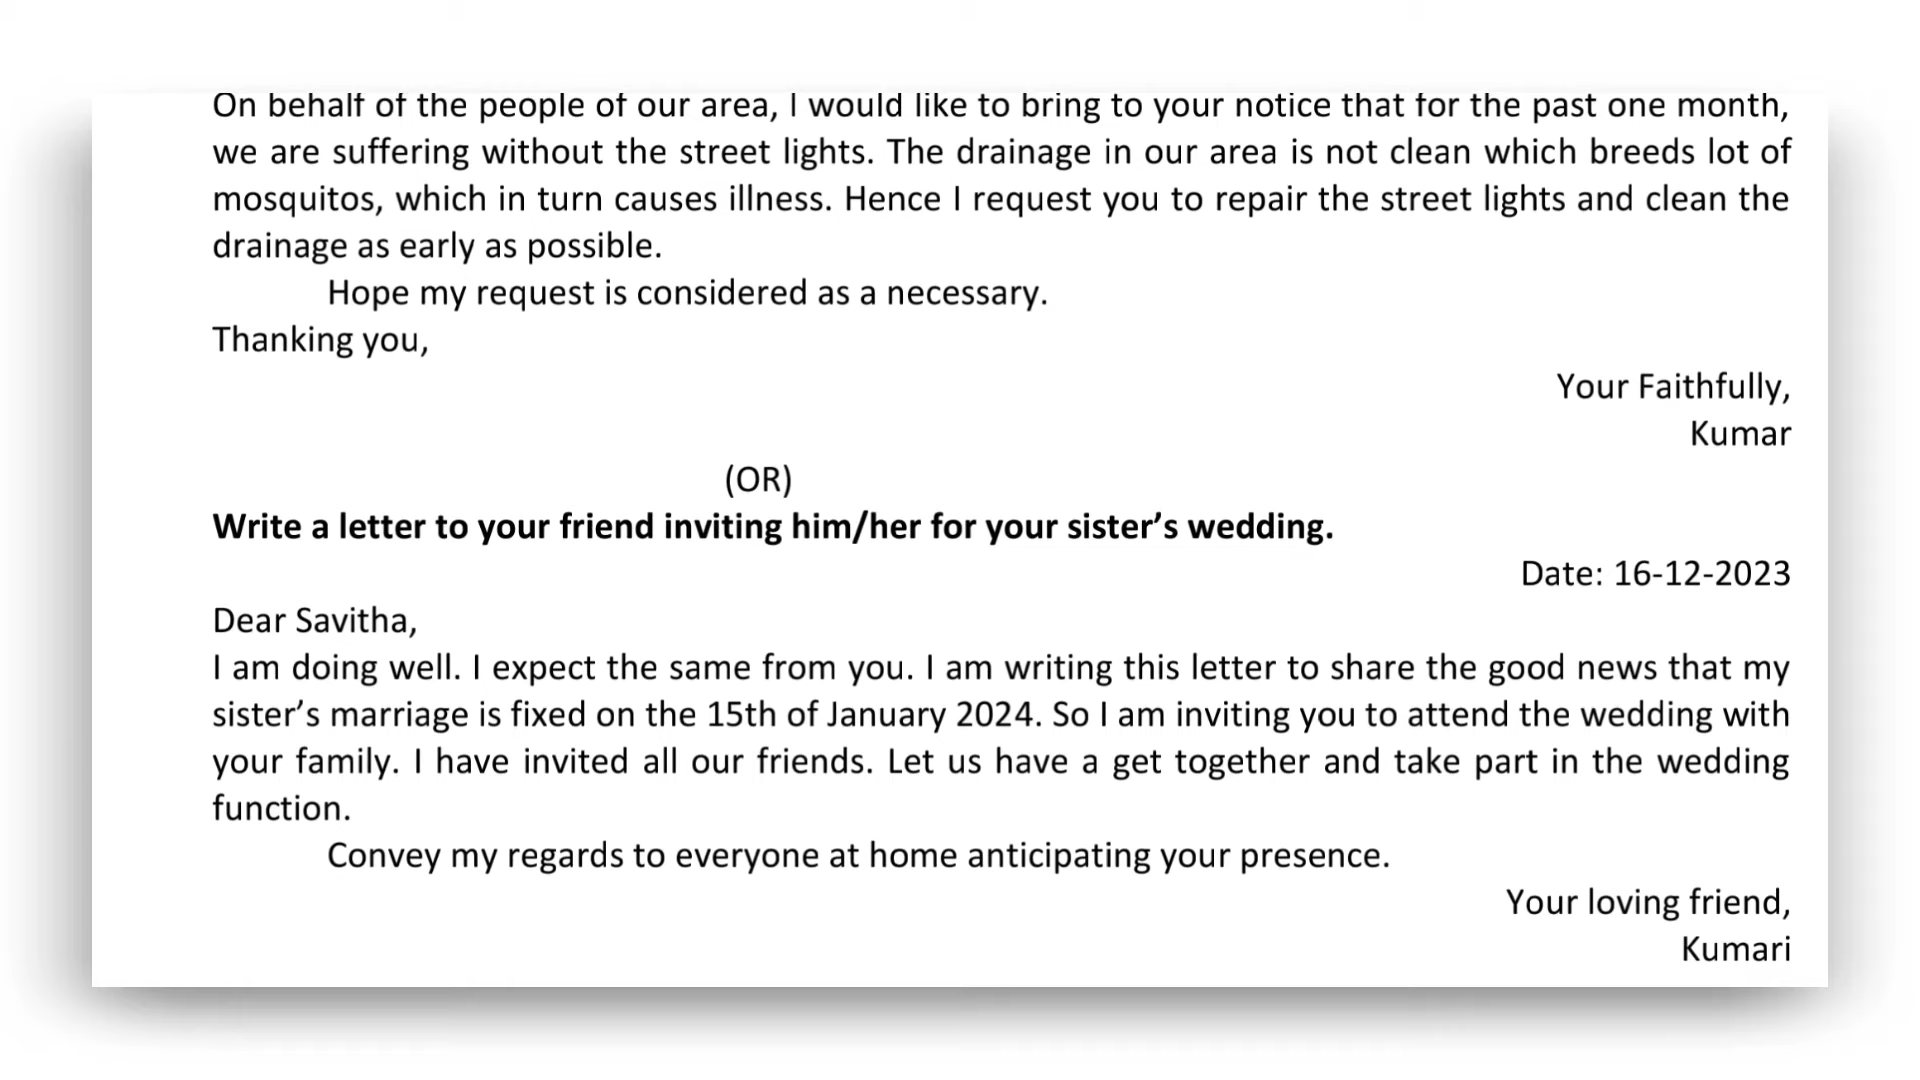 On behalf of the people of our area, I would like to bring to your notice that for the past one month,
we are suffering without the street lights. The drainage in our area is not clean which breeds lot of
mosquitos, which in turn causes illness. Hence I request you to repair the street lights and clean the
drainage as early as possible.
Hope my request is considered as a necessary.
Thanking you,
Your Faithfully,
Kumar
(OR)
Write a letter to your friend inviting him/her for your sister’s wedding.
Date: 16-12-2023
Dear Savitha,
I am doing well. I expect the same from you. I am writing this letter to share the good news that my
sister’s marriage is fixed on the 15th of January 2024. So I am inviting you to attend the wedding with
your family. I have invited all our friends. Let us have a get together and take part in the wedding
function.
Convey my regards to everyone at home anticipating your presence.
Your loving friend,
Kumari